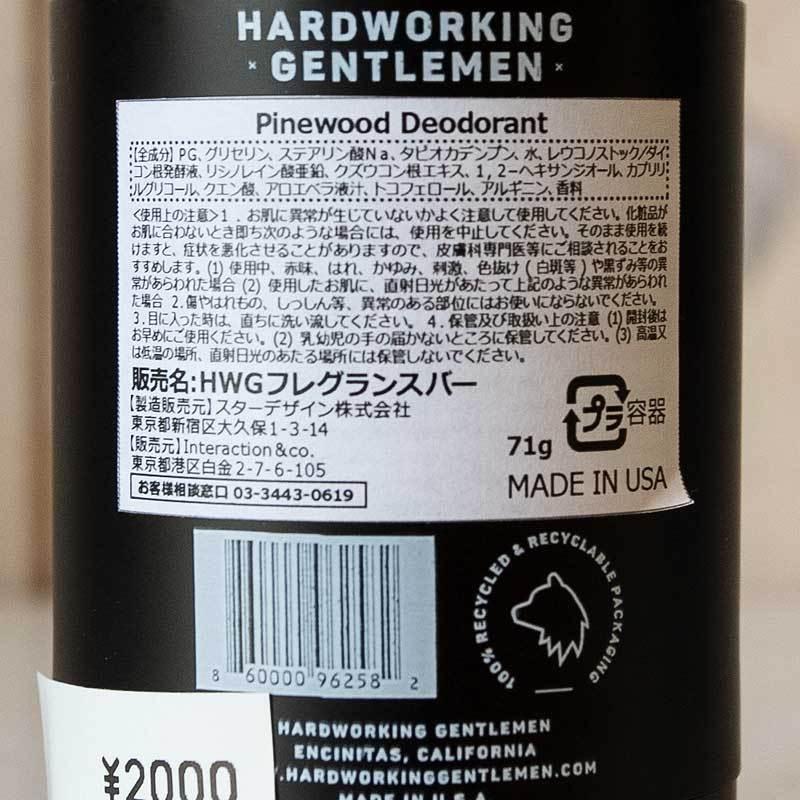 HARDWORKING
× GENTLEMEN ×
Pinewood Deodorant
【全成分】PG、グリセリン、ステアリン酸Na、タピオカデンプン、水、レウコノストック/ダイ
コン根発酵液、リシノレイン酸亜鉛、クズウコン根エキス、1,2-ヘキサンジオール、カプリリ
ルグリコール、クエン酸、アロエベラ液汁、トコフェロール、アルギニン、香料
<使用上の注意>1.お肌に異常が生じていないかよく注意して使用してください。化粧品が
お肌に合わないとき即ち次のような場合には、使用を中止してください。そのまま使用を続
けますと、症状を悪化させることがありますので、皮膚科専門医等にご相談されることをお
すすめします。(1) 使用中、赤味、はれ、かゆみ、刺激、色抜け(白斑等)や黒ずみ等の異
常があらわれた場合 (2) 使用したお肌に、直射日光があたって上記のような異常があらわれ
た場合 2.傷やはれもの、しっしん等、異常のある部位にはお使いにならないでください。
3.目に入った時は、直ちに洗い流してください。 4.保管及び取扱い上の注意 (1) 開封後は
お早めにご使用ください。(2) 乳幼児の手の届かないところに保管してください。(3) 高温又
は低温の場所、直射日光のあたる場所には保管しないでください。
販売名:HWGフレグランスバー
【製造販売元】スターデザイン株式会社
東京都新宿区大久保1-3-14
【販売元】Interaction&co.
東京都港区白金2-7-6-105
お客様相談窓口 03-3443-0619
プラ 容器
71g
MADE IN USA
8 60000 96258 2
100% RECYCLED & RECYCLABLE PACKAGING
HARDWORKING GENTLEMEN
ENCINITAS, CALIFORNIA
.HARDWORKINGGENTLEMEN.COM
MADE IN U.S.A
¥2000